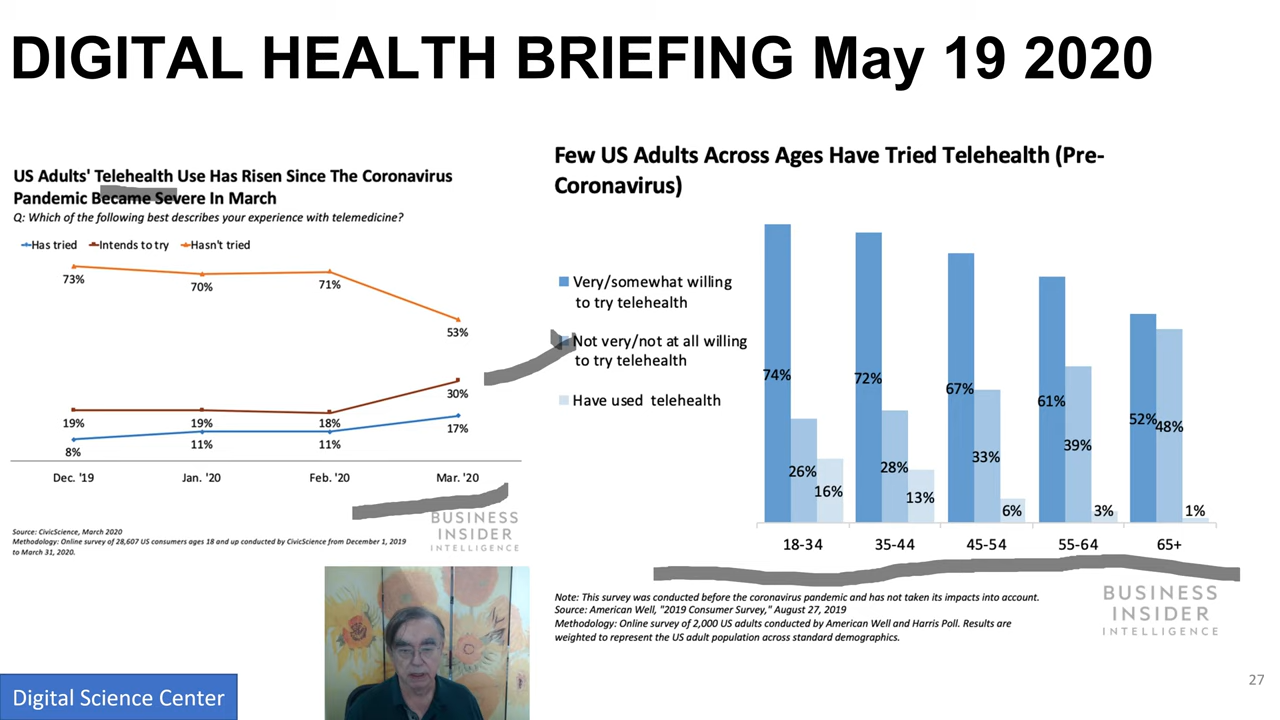 DIGITAL HEALTH BRIEFING May 19 2020
US Adults' Telehealth Use Has Risen Since The Coronavirus
Pandemic Became Severe In March
Q: Which of the following best describes your experience with telemedicine?
Has tried Intends to try Hasn't tried
73%
70%
71%
53%
30%
19%
19%
18%
17%
8%
11%
11%
Dec. '19 Jan. '20 Feb. '20 Mar. '20
Source: CivicScience, March 2020
Methodology: Online survey of 28,607 US consumers ages 18 and up conducted by CivicScience from December 1, 2019
to March 31, 2020.
BUSINESS
INSIDER
INTELLIGENCE
Few US Adults Across Ages Have Tried Telehealth (Pre-
Coronavirus)
Very/somewhat willing
to try telehealth
Not very/not at all willing
to try telehealth
Have used telehealth
74%
26%
16%
72%
28%
13%
67%
33%
6%
61%
39%
3%
52%
48%
1%
18-34 35-44 45-54 55-64 65+
Note: This survey was conducted before the coronavirus pandemic and has not taken its impacts into account.
Source: American Well, "2019 Consumer Survey," August 27, 2019
Methodology: Online survey of 2,000 US adults conducted by American Well and Harris Poll. Results are
weighted to represent the US adult population across standard demographics.
BUSINESS
INSIDER
INTELLIGENCE
Digital Science Center
27